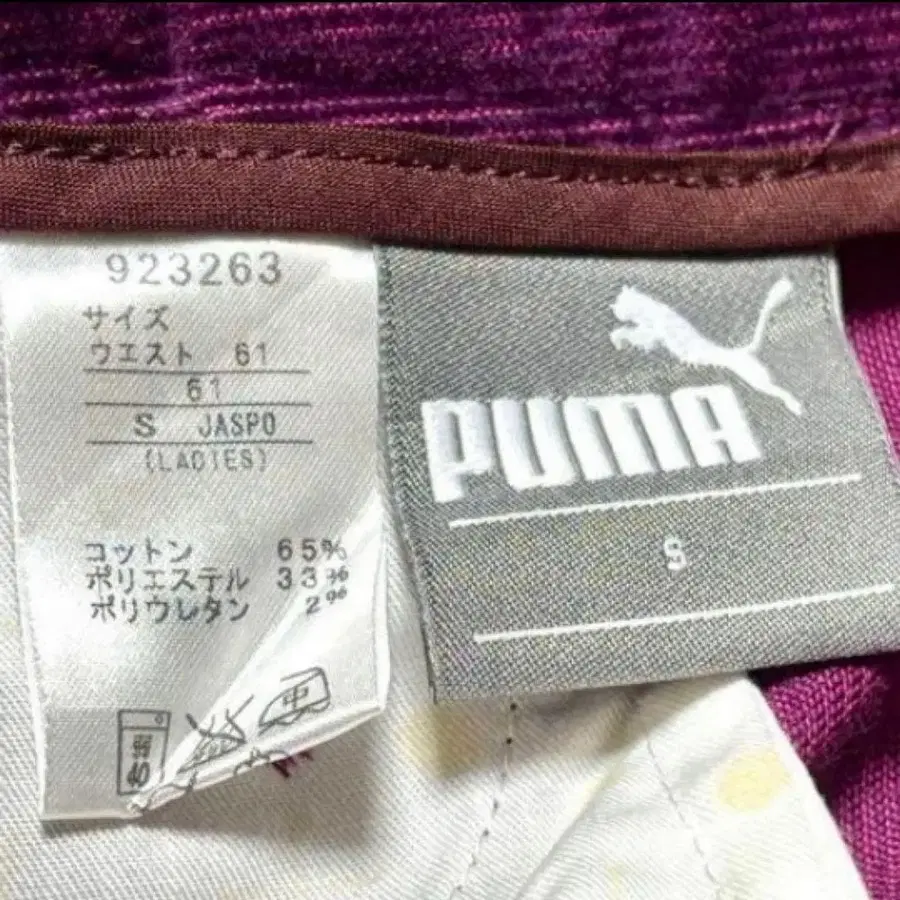 923263
サイズ
ウエスト 61
61
S JASPO
(LADIES)
コットン 65%
ポリエステル 33%
ポリウレタン 2%
中
PUMA
S